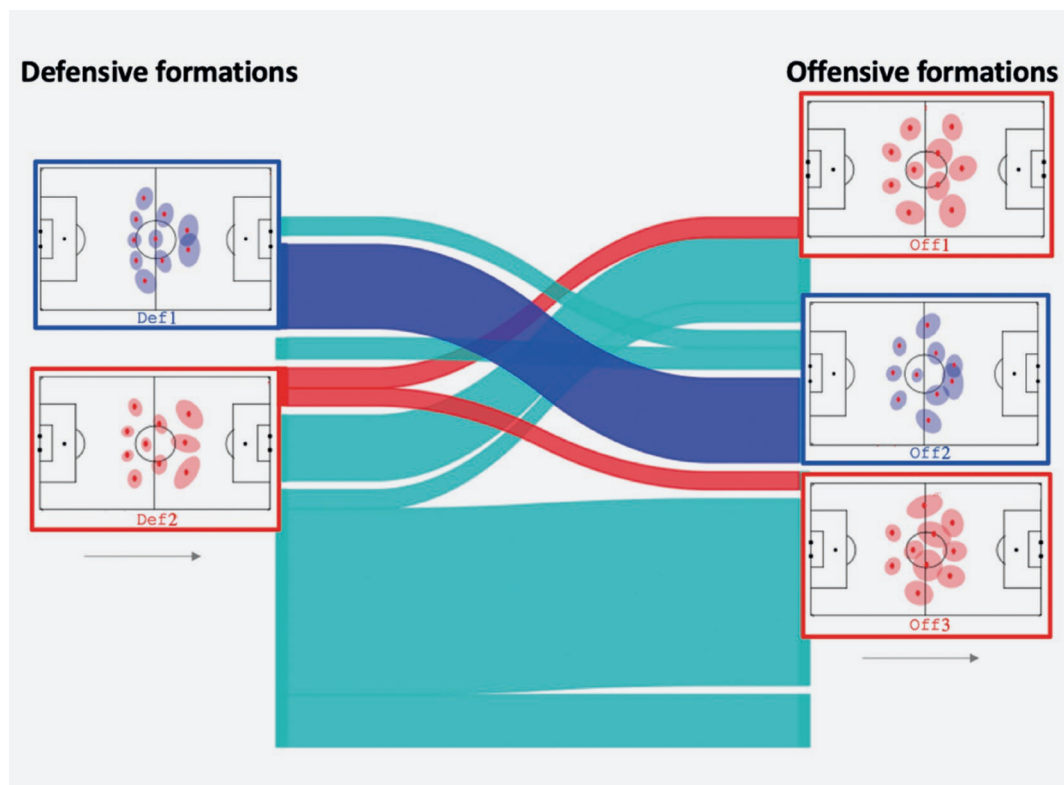 Defensive formations
Offensive formations
Off1
Def1
Off2
Def2
Off3